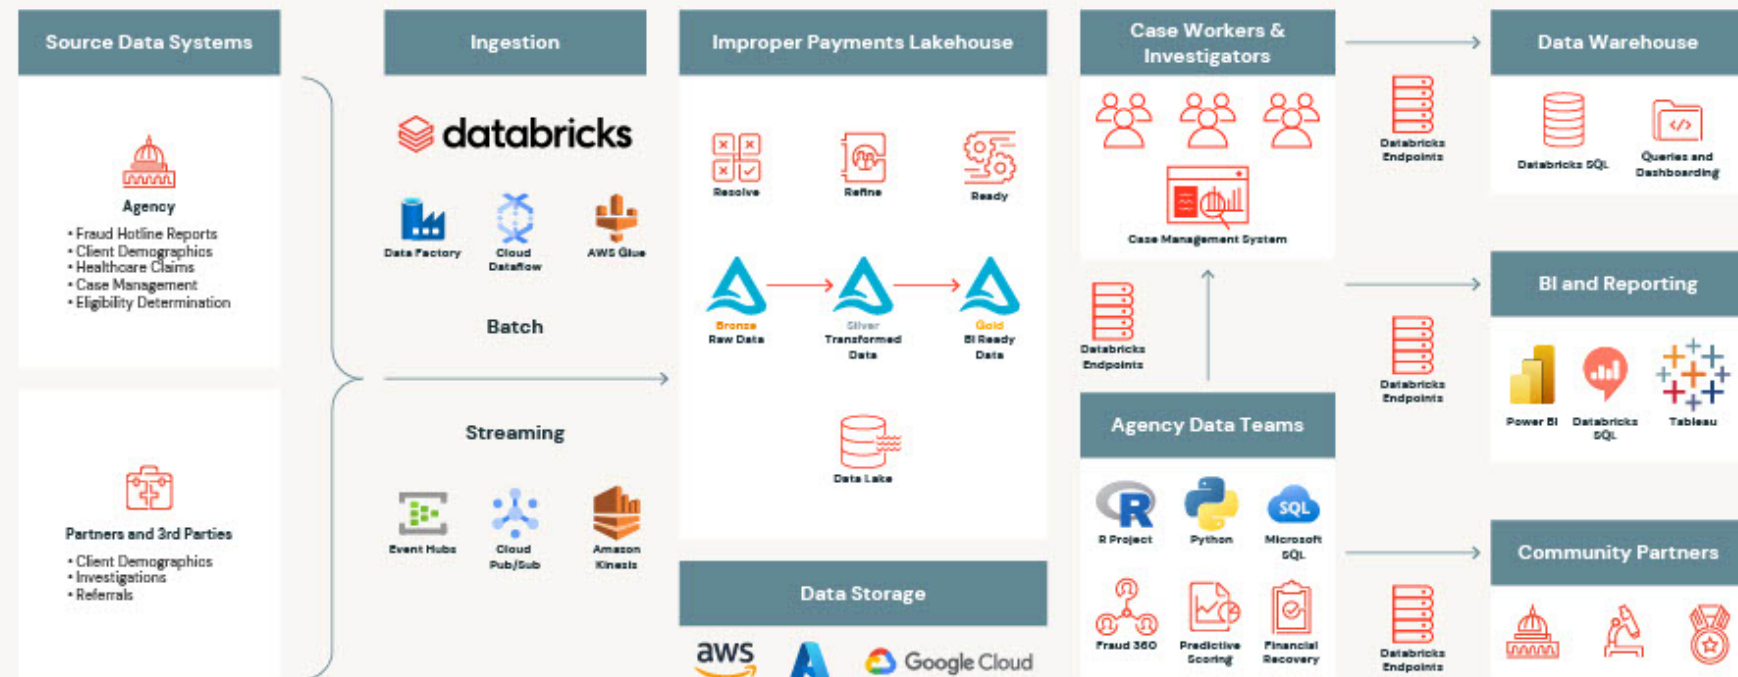 Source Data Systems
Agency
• Fraud Hotline Reports
• Client Demographics
• Healthcare Claims
• Case Management
• Eligibility Determination
Partners and 3rd Parties
• Client Demographics
• Investigations
• Referrals
Ingestion
databricks
Data Factory
Cloud
Dataflow
AWS Glue
Batch
Streaming
Event Hubs
Cloud
Pub/Sub
Amazon
Kinesis
Improper Payments Lakehouse
Resolve
Refine
Ready
Bronze
Raw Data
Silver
Transformed
Data
Gold
BI Ready
Data
Data Lake
Data Storage
aws
Google Cloud
Case Workers &
Investigators
Case Management System
Databricks
Endpoints
Agency Data Teams
R Project
Python
SQL
Microsoft
SQL
Fraud 360
Predictive
Scoring
Financial
Recovery
Databricks
Endpoints
Databricks
Endpoints
Databricks
Endpoints
Data Warehouse
Databricks SQL
Queries and
Dashboarding
BI and Reporting
Power BI
Databricks
SQL
Tableau
Community Partners